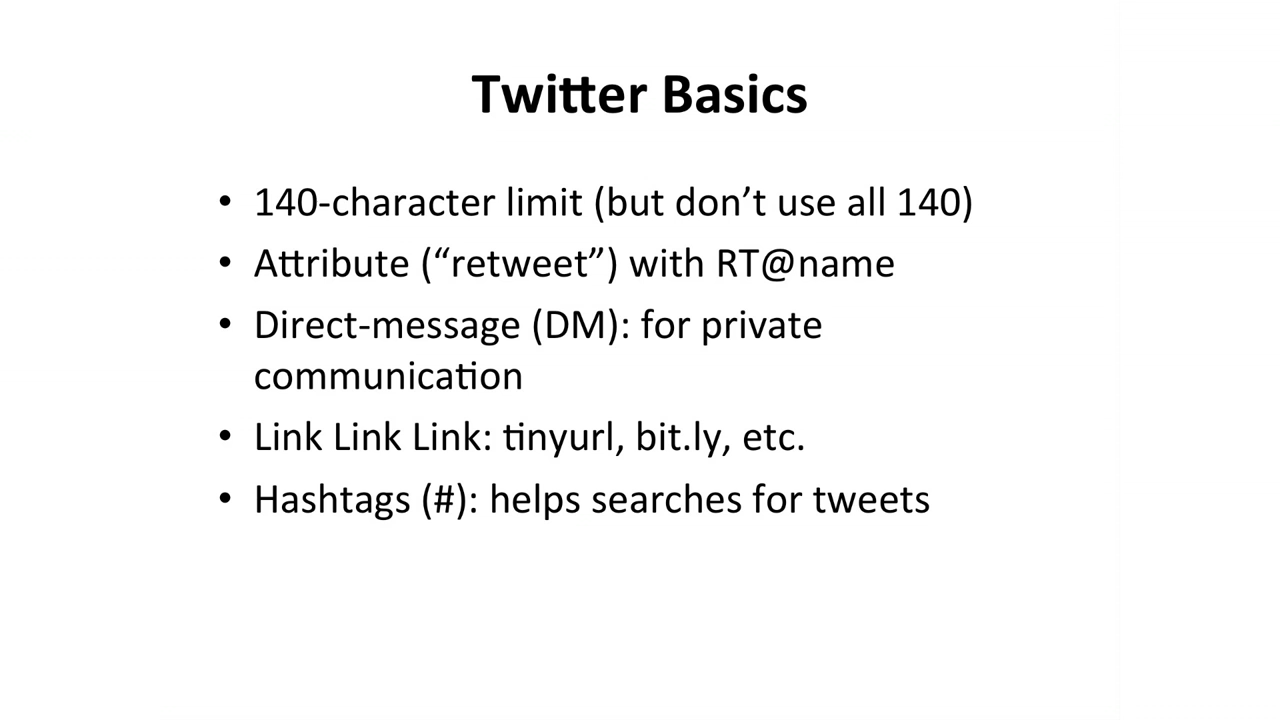 Twitter Basics
• 140-character limit (but don’t use all 140)
• Attribute (“retweet”) with RT@name
• Direct-message (DM): for private
communication
• Link Link Link: tinyurl, bit.ly, etc.
• Hashtags (#): helps searches for tweets